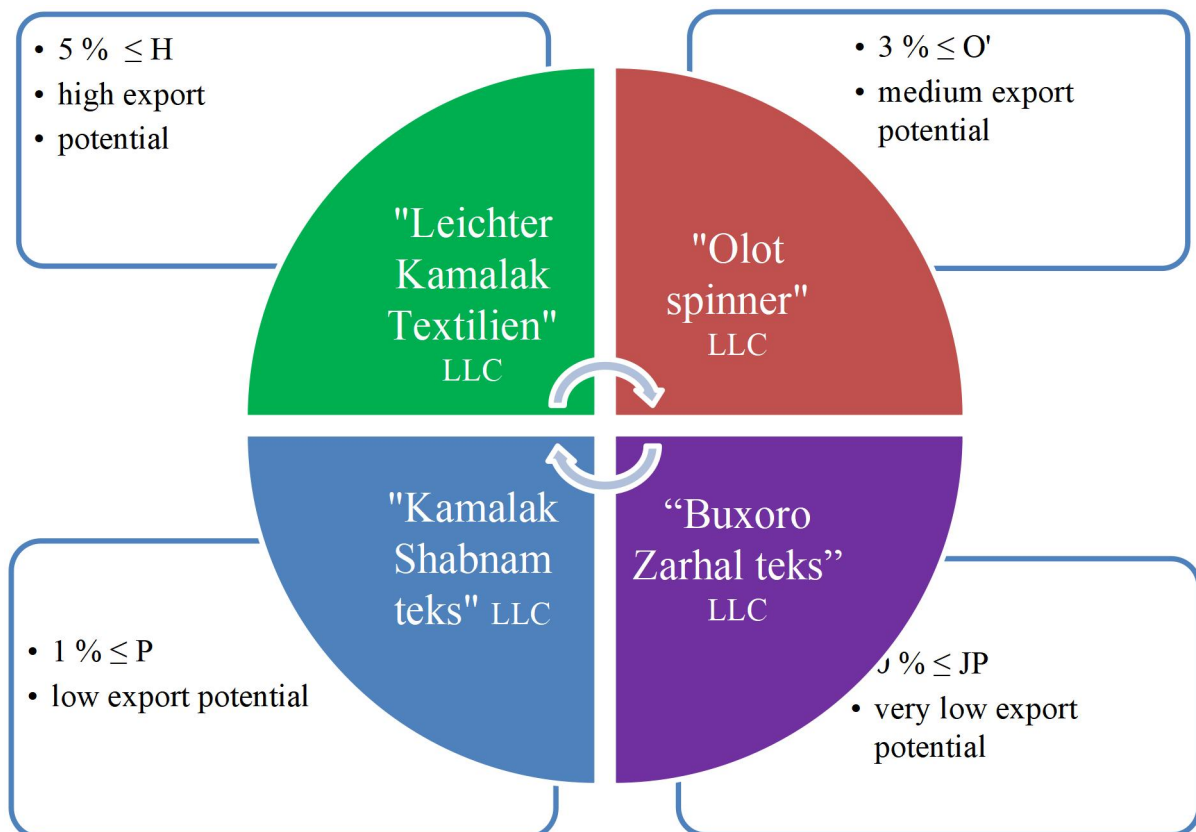 • 5 % ≤ H
• high export
• potential
• 3 % ≤ O'
• medium export
potential
"Leichter
Kamalak
Textilien"
LLC
"Olot
spinner"
LLC
"Kamalak
Shabnam
teks" LLC
“Buxoro
Zarhal teks”
LLC
• 1 % ≤ P
• low export potential
% ≤ JP
• very low export
potential